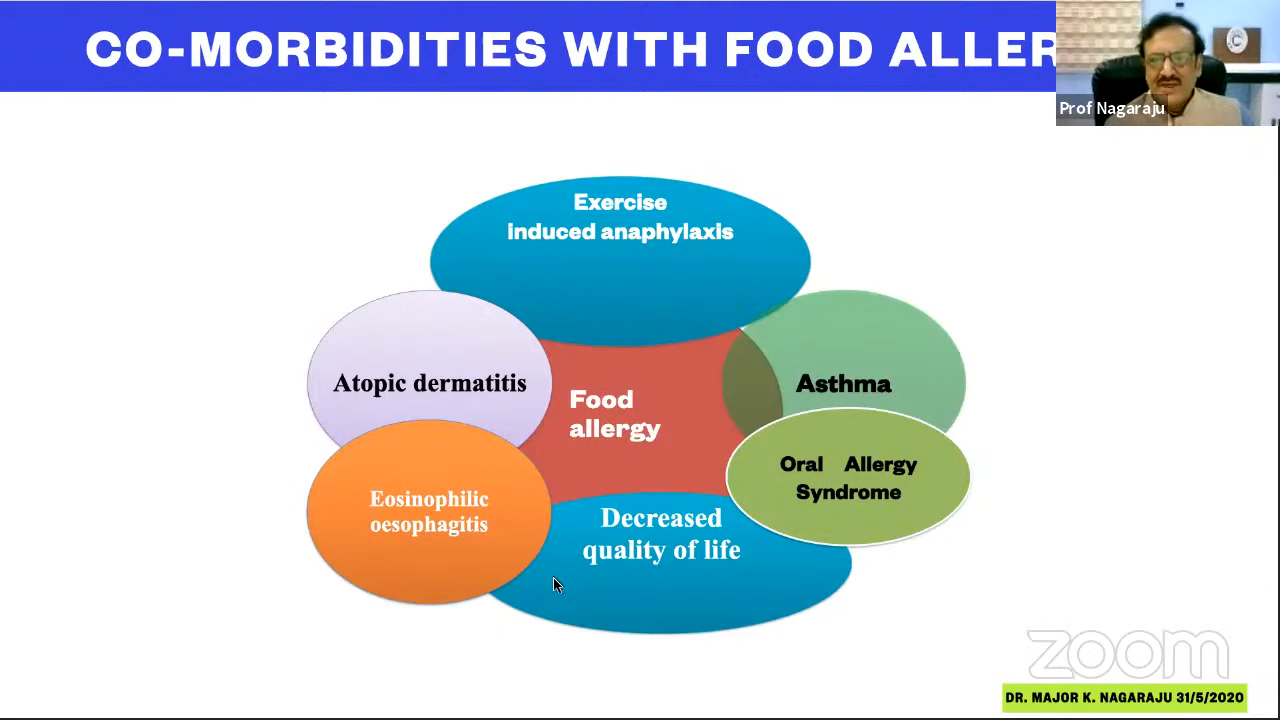 CO-MORBIDITIES WITH FOOD ALLER
Prof Nagaraju
Exercise
induced anaphylaxis
Atopic dermatitis
Asthma
Food
allergy
Oral Allergy
Syndrome
Eosinophilic
oesophagitis
Decreased
quality of life
zoom
DR. MAJOR K. NAGARAJU 31/5/2020